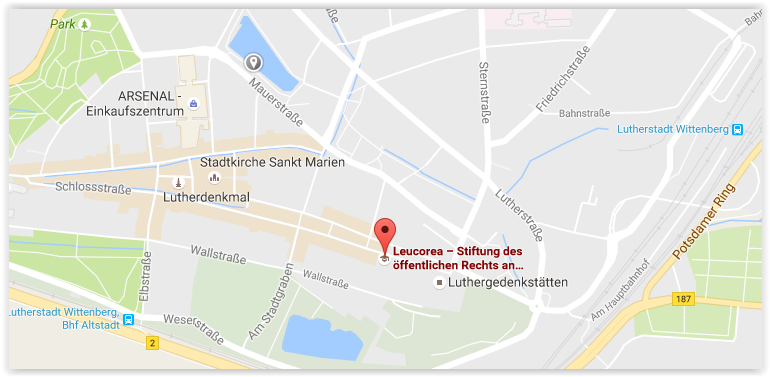 Park
ARSENAL -
Einkaufszentrum
Mauerstraße
Sternstraße
Friedrichstraße
Bahnstraße
Bahnst
Lutherstadt Wittenberg
Stadtkirche Sankt Marien
Schlossstraße
Lutherdenkmal
Lutherstraße
Potsdamer Ring
Leucorea – Stiftung des
öffentlichen Rechts an...
Wallstraße
Wallstraße
Elbstraße
Am Stadtgraben
Luthergedenkstätten
Am Hauptbahnhof
187
Lutherstadt Wittenberg,
Bhf Altstadt
Weserstraße
2